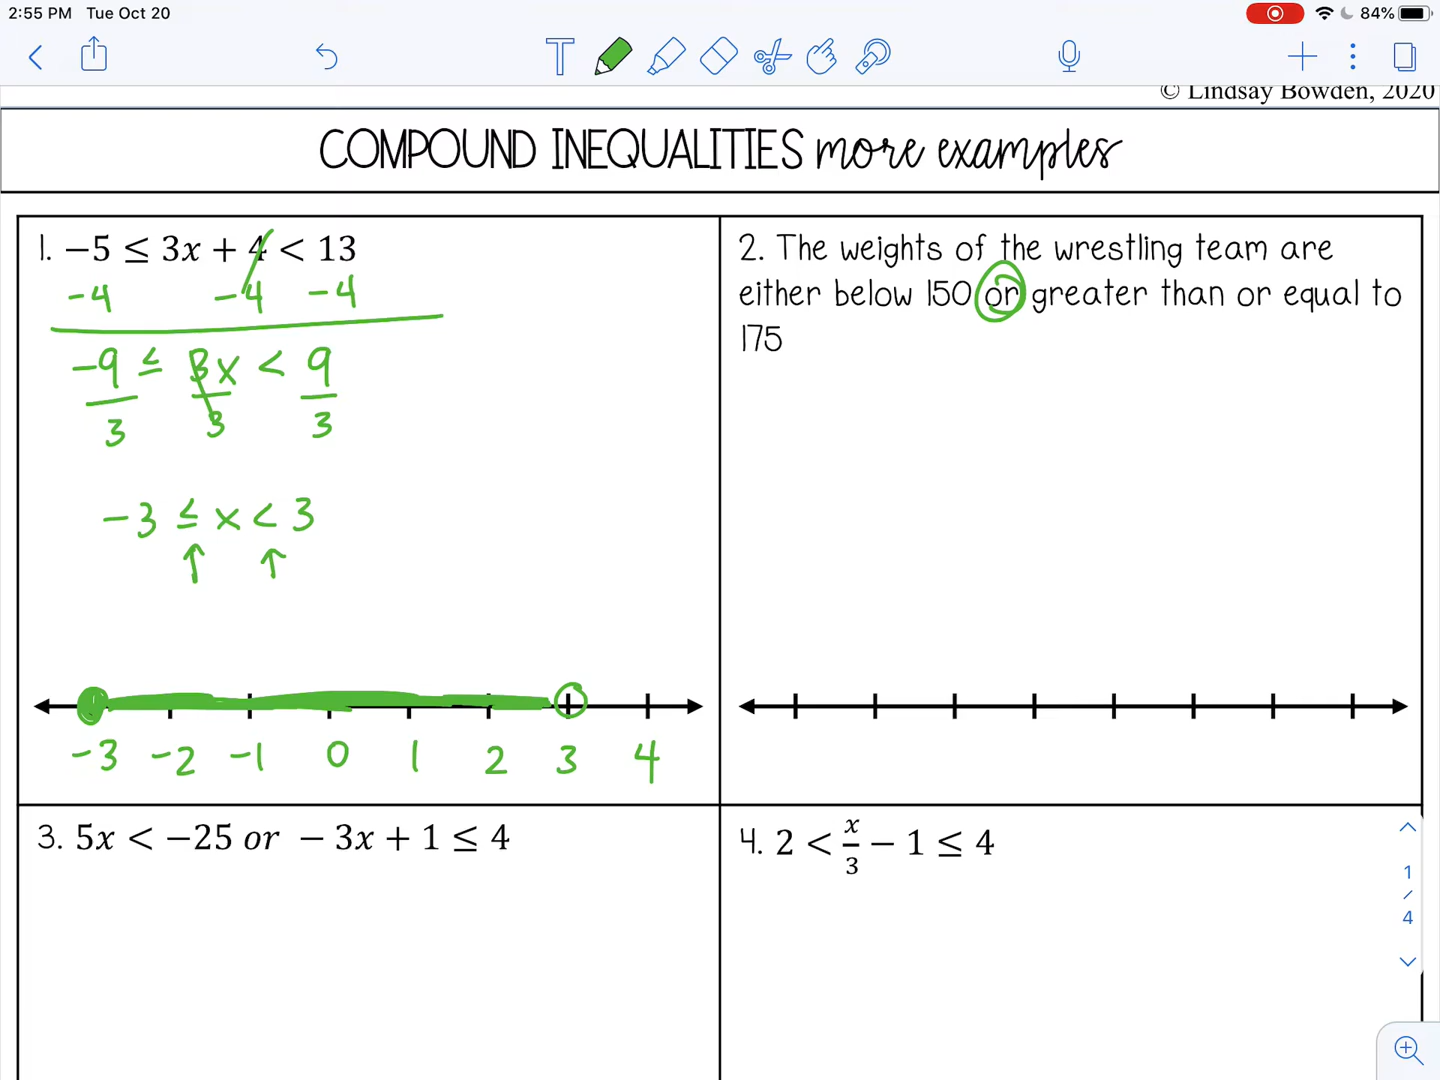 2:55 PM Tue Oct 20
84%
T
© Lindsay Bowden, 2020
COMPOUND INEQUALITIES more examples
1. −5 ≤ 3x + 4 < 13
-4 -4 -4
-9 ≤ 3x < 9
3 3 3
-3 ≤ x < 3
↑ ↑
-3 -2 -1 0 1 2 3 4
2. The weights of the wrestling team are
either below 150 or greater than or equal to
175
3. 5x < −25 or − 3x + 1 ≤ 4
4. 2 < x/3 − 1 ≤ 4
1
/
4